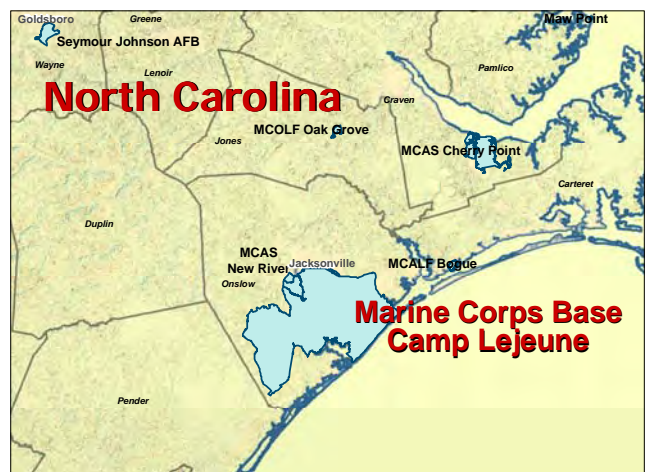 Goldsboro
Greene
Maw Point
Seymour Johnson AFB
Wayne
Lenoir
Pamlico
North Carolina
Craven
MCOLF Oak Grove
Jones
MCAS Cherry Point
Carteret
Duplin
MCAS
New River
Jacksonville
MCALF Bogue
Onslow
Marine Corps Base
Camp Lejeune
Pender